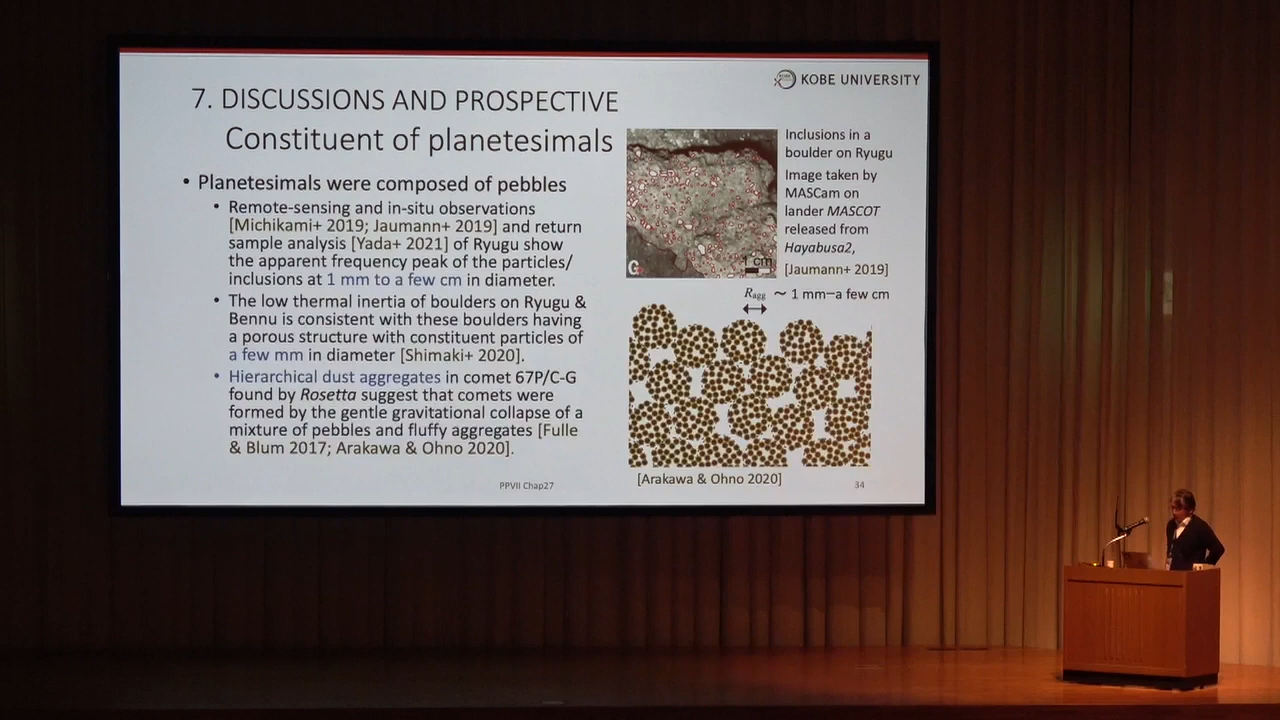 KOBE UNIVERSITY
7. DISCUSSIONS AND PROSPECTIVE
Constituent of planetesimals
• Planetesimals were composed of pebbles
• Remote-sensing and in-situ observations
[Michikami+ 2019; Jaumann+ 2019] and return
sample analysis [Yada+ 2021] of Ryugu show
the apparent frequency peak of the particles/
inclusions at 1 mm to a few cm in diameter.
• The low thermal inertia of boulders on Ryugu &
Bennu is consistent with these boulders having
a porous structure with constituent particles of
a few mm in diameter [Shimaki+ 2020].
• Hierarchical dust aggregates in comet 67P/C-G
found by Rosetta suggest that comets were
formed by the gentle gravitational collapse of a
mixture of pebbles and fluffy aggregates [Fulle
& Blum 2017; Arakawa & Ohno 2020].
Inclusions in a
boulder on Ryugu
Image taken by
MASCam on
lander MASCOT
released from
Hayabusa2,
[Jaumann+ 2019]
C
1 cm
Ragg ~ 1 mm–a few cm
[Arakawa & Ohno 2020]
PPVII Chap27
34